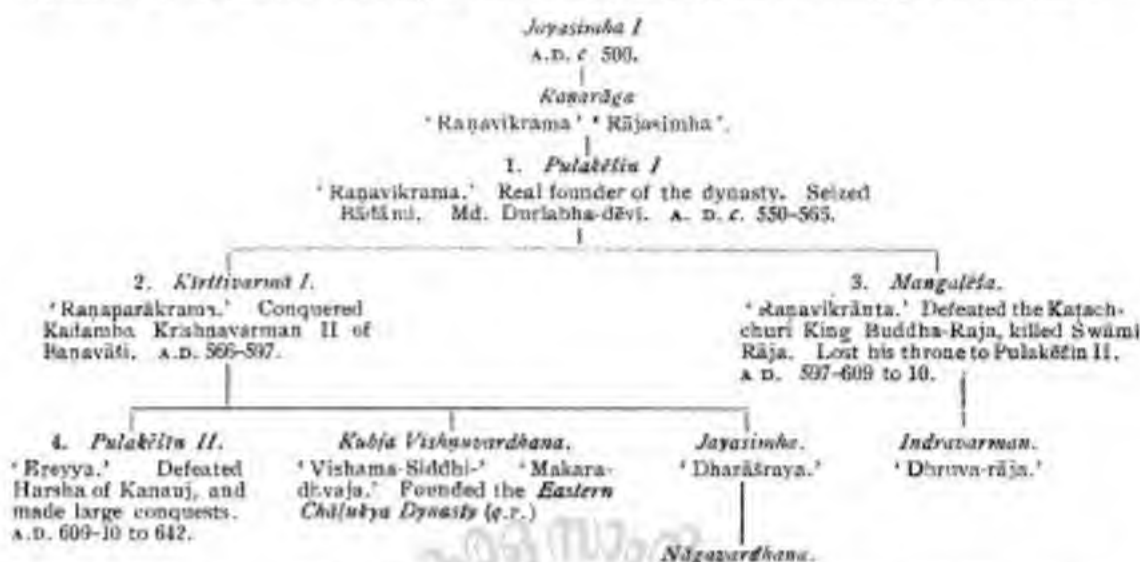 Jayasimha I
A.D. c 500.
Raṇarāga
'Raṇavikrama' 'Rājasimha'.
1. Pulakēśin I
'Raṇavikrama.' Real founder of the dynasty. Seized
Bādāmi. Md. Durlabha-dēvi. A. D. c. 550-565.
2. Kīrttivarmā I.
'Raṇaparākrama.' Conquered
Kadamba Krishnavarman II of
Banavāsi. A.D. 566-597.
3. Mangalēśa.
'Raṇavikrānta.' Defeated the Katach-
churi King Buddha-Raja, killed Swāmi
Rāja. Lost his throne to Pulakēśin II.
A D. 597-609 to 10.
4. Pulakēśin II.
'Ereyya.' Defeated
Harsha of Kanauj, and
made large conquests.
A.D. 609-10 to 642.
Kubja Vishṇuvardhana.
'Vishama-Siddhi-' 'Makara-
dhvaja.' Founded the Eastern
Chāḷukya Dynasty (q.v.)
Jayasimha.
'Dharāśraya.'
Nāgavardhana.
Indravarman.
'Dhruva-rāja.'